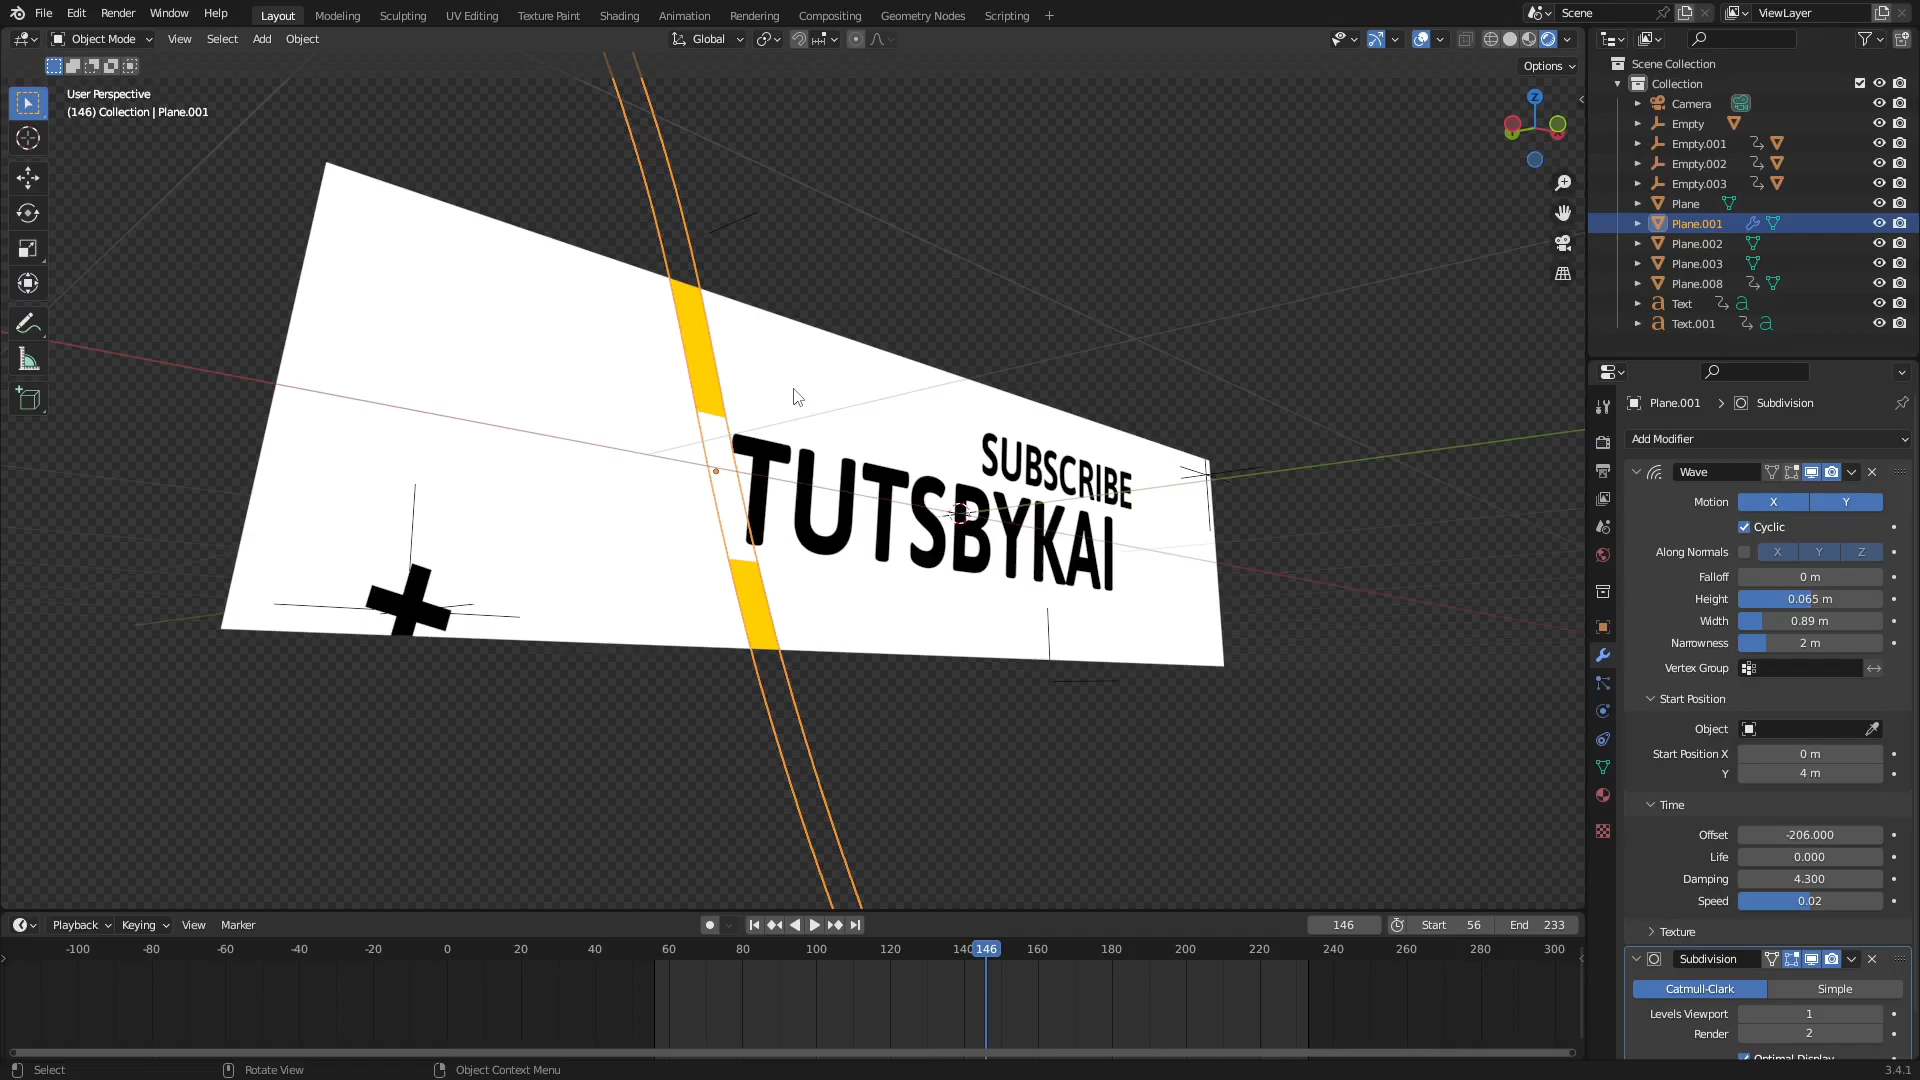 File Edit Render Window Help Layout Modeling Sculpting UV Editing Texture Paint Shading Animation Rendering Compositing Geometry Nodes Scripting + Scene ViewLayer
Object Mode View Select Add Object Global
Options
User Perspective
(146) Collection | Plane.001
Z
SUBSCRIBE
TUTSBYKAI
Scene Collection
Collection
Camera
Empty
Empty.001
Empty.002
Empty.003
Plane
Plane.001
Plane.002
Plane.003
Plane.008
Text
Text.001
Plane.001 > Subdivision
Add Modifier
Wave
Motion X Y
Cyclic
Along Normals X Y Z
Falloff 0 m
Height 0.065 m
Width 0.89 m
Narrowness 2 m
Vertex Group
Start Position
Object
Start Position X 0 m
Y 4 m
Time
Offset -206.000
Life 0.000
Damping 4.300
Speed 0.02
Texture
Subdivision
Catmull-Clark Simple
Levels Viewport 1
Render 2
Optimal Display
Playback Keying View Marker 146 Start 56 End 233
-100 -80 -60 -40 -20 0 20 40 60 80 100 120 140 146 160 180 200 220 240 260 280 300
Select Rotate View Object Context Menu 3.4.1